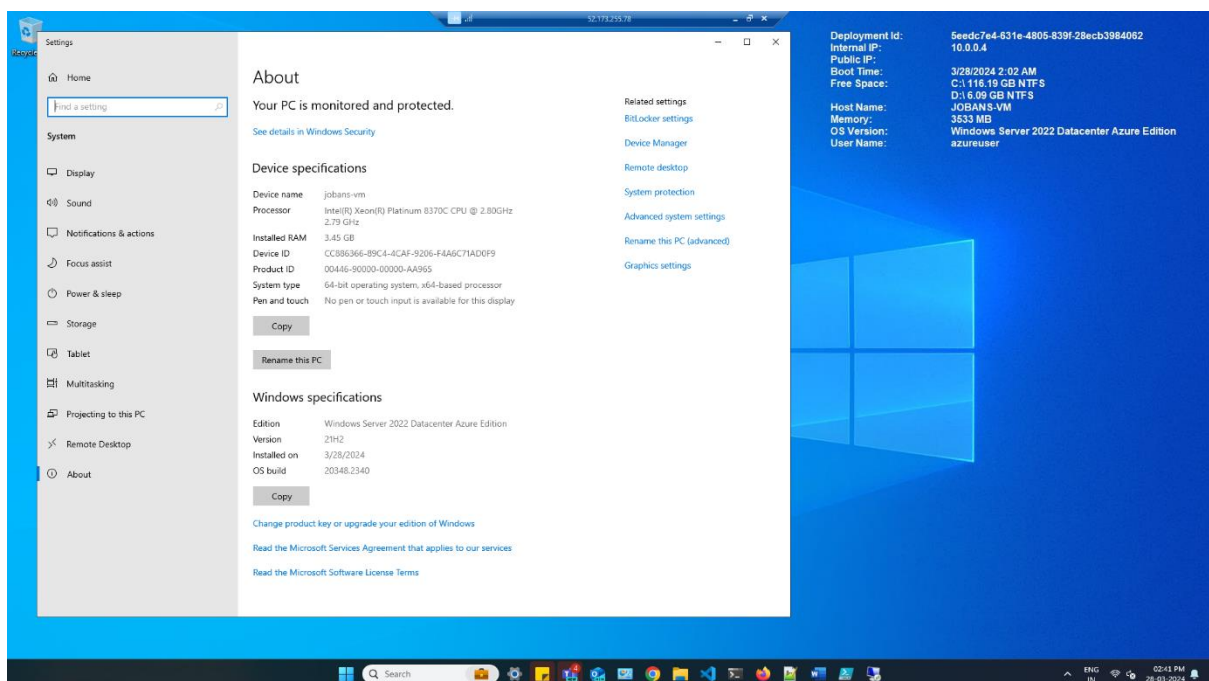 52.173.255.78
Recycle
Settings
Home
Find a setting
System
Display
Sound
Notifications & actions
Focus assist
Power & sleep
Storage
Tablet
Multitasking
Projecting to this PC
Remote Desktop
About
About
Your PC is monitored and protected.
See details in Windows Security
Device specifications
Device name jobans-vm
Processor Intel(R) Xeon(R) Platinum 8370C CPU @ 2.80GHz
2.79 GHz
Installed RAM 3.45 GB
Device ID CC886366-89C4-4CAF-9206-F4A6C71AD0F9
Product ID 00446-90000-00000-AA965
System type 64-bit operating system, x64-based processor
Pen and touch No pen or touch input is available for this display
Copy
Rename this PC
Windows specifications
Edition Windows Server 2022 Datacenter Azure Edition
Version 21H2
Installed on 3/28/2024
OS build 20348.2340
Copy
Change product key or upgrade your edition of Windows
Read the Microsoft Services Agreement that applies to our services
Read the Microsoft Software License Terms
Related settings
BitLocker settings
Device Manager
Remote desktop
System protection
Advanced system settings
Rename this PC (advanced)
Graphics settings
Deployment Id: 5eedc7e4-631e-4805-839f-28ecb3984062
Internal IP: 10.0.0.4
Public IP:
Boot Time: 3/28/2024 2:02 AM
Free Space: C:\ 116.19 GB NTFS
D:\ 6.09 GB NTFS
Host Name: JOBANS-VM
Memory: 3533 MB
OS Version: Windows Server 2022 Datacenter Azure Edition
User Name: azureuser
Search
4
ENG
IN
02:41 PM
28-03-2024